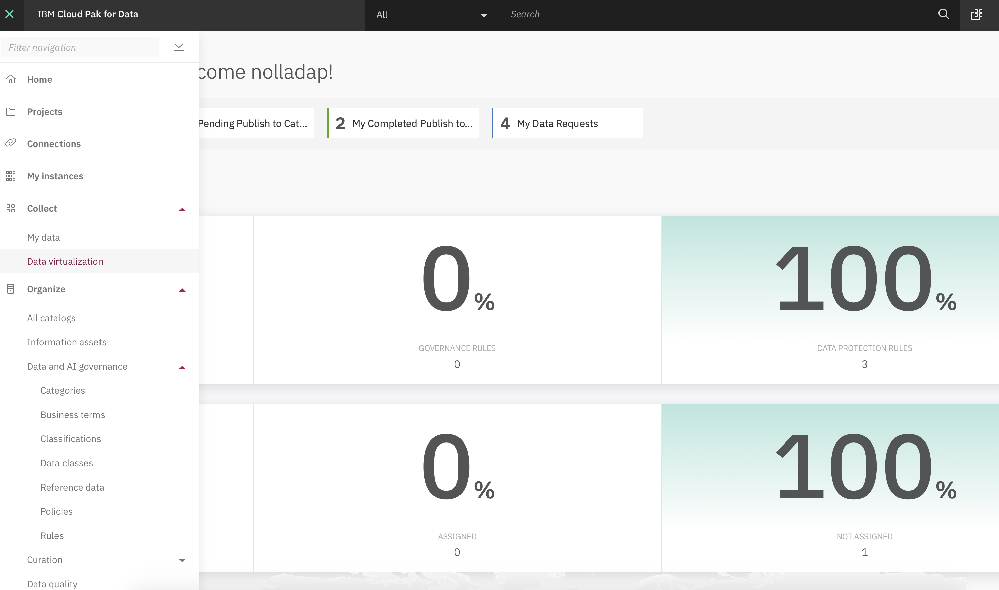 IBM Cloud Pak for Data
All
Search
Filter navigation
Home
Projects
Connections
My instances
Collect
My data
Data virtualization
Organize
All catalogs
Information assets
Data and AI governance
Categories
Business terms
Classifications
Data classes
Reference data
Policies
Rules
Curation
Data quality
come nolladap!
Pending Publish to Cat...
2 My Completed Publish to...
4 My Data Requests
0%
GOVERNANCE RULES
0
100%
DATA PROTECTION RULES
3
0%
ASSIGNED
0
100%
NOT ASSIGNED
1